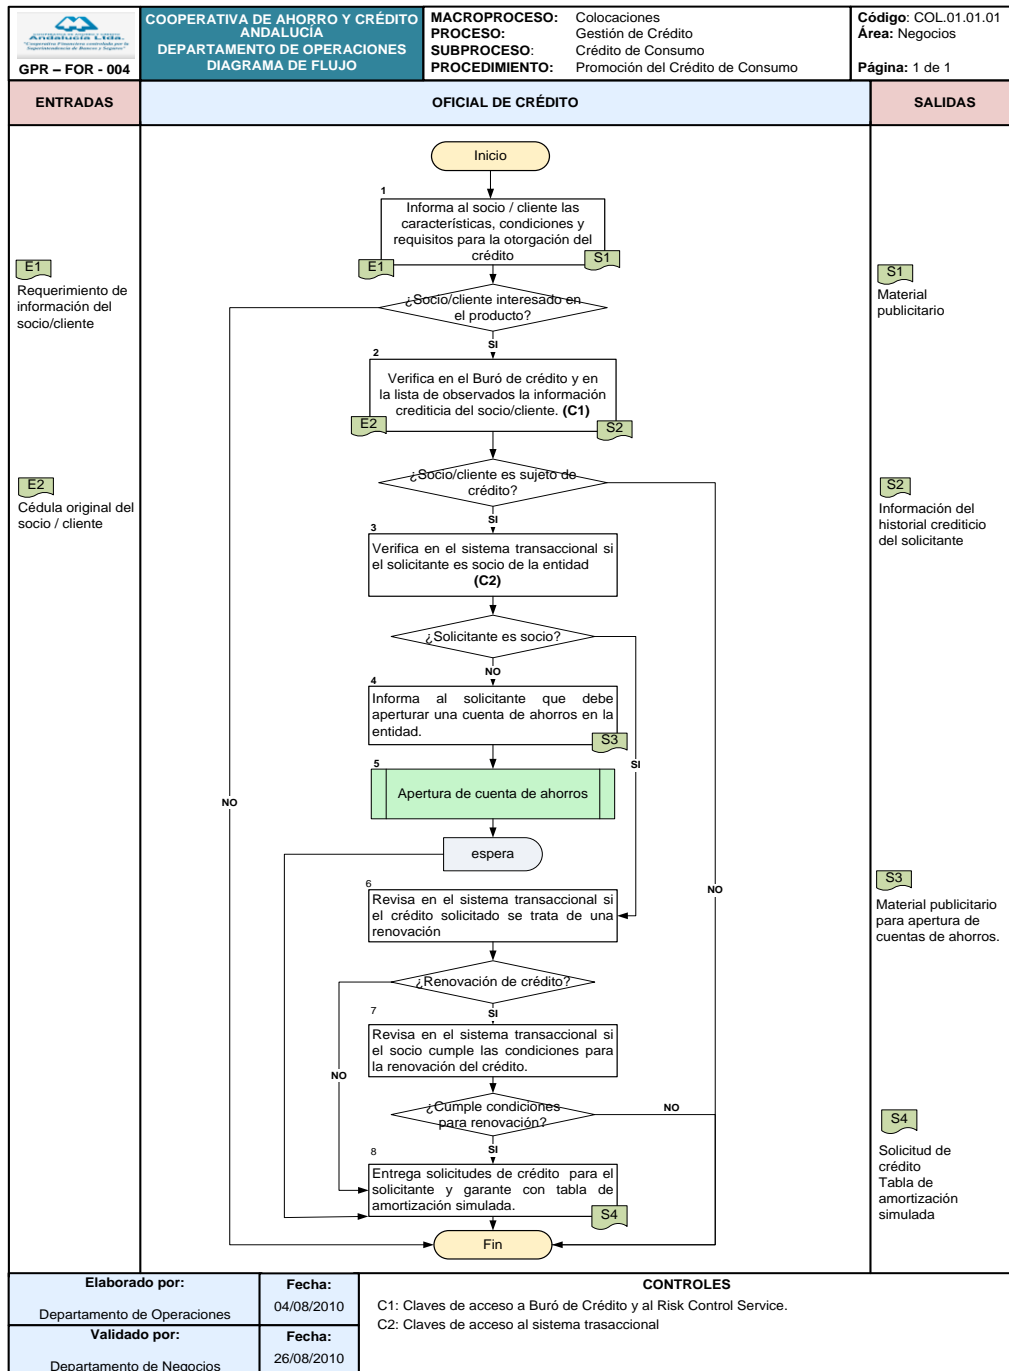 Andalucía Ltda.
"Cooperativa Financiera controlada por la
Superintendencia de Bancos y Seguros"
GPR – FOR - 004
COOPERATIVA DE AHORRO Y CRÉDITO
ANDALUCÍA
DEPARTAMENTO DE OPERACIONES
DIAGRAMA DE FLUJO
MACROPROCESO: Colocaciones
PROCESO: Gestión de Crédito
SUBPROCESO: Crédito de Consumo
PROCEDIMIENTO: Promoción del Crédito de Consumo
Código: COL.01.01.01
Área: Negocios
Página: 1 de 1
ENTRADAS
OFICIAL DE CRÉDITO
SALIDAS
Inicio
1
Informa al socio / cliente las
características, condiciones y
requisitos para la otorgación del
crédito
E1
S1
E1
Requerimiento de
información del
socio/cliente
S1
Material
publicitario
¿Socio/cliente interesado en
el producto?
SI
2
Verifica en el Buró de crédito y en
la lista de observados la información
crediticia del socio/cliente. (C1)
E2
S2
¿Socio/cliente es sujeto de
crédito?
E2
Cédula original del
socio / cliente
S2
Información del
historial crediticio
del solicitante
SI
3
Verifica en el sistema transaccional si
el solicitante es socio de la entidad
(C2)
¿Solicitante es socio?
NO
4
Informa al solicitante que debe
aperturar una cuenta de ahorros en la
entidad.
S3
SI
5
Apertura de cuenta de ahorros
NO
espera
6
Revisa en el sistema transaccional si
el crédito solicitado se trata de una
renovación
NO
S3
Material publicitario
para apertura de
cuentas de ahorros.
¿Renovación de crédito?
SI
7
Revisa en el sistema transaccional si
el socio cumple las condiciones para
la renovación del crédito.
NO
¿Cumple condiciones
para renovación?
NO
SI
8
Entrega solicitudes de crédito para el
solicitante y garante con tabla de
amortización simulada.
S4
S4
Solicitud de
crédito
Tabla de
amortización
simulada
Fin
Elaborado por:
Departamento de Operaciones
Fecha:
04/08/2010
Validado por:
Departamento de Negocios
Fecha:
26/08/2010
CONTROLES
C1: Claves de acceso a Buró de Crédito y al Risk Control Service.
C2: Claves de acceso al sistema trasaccional